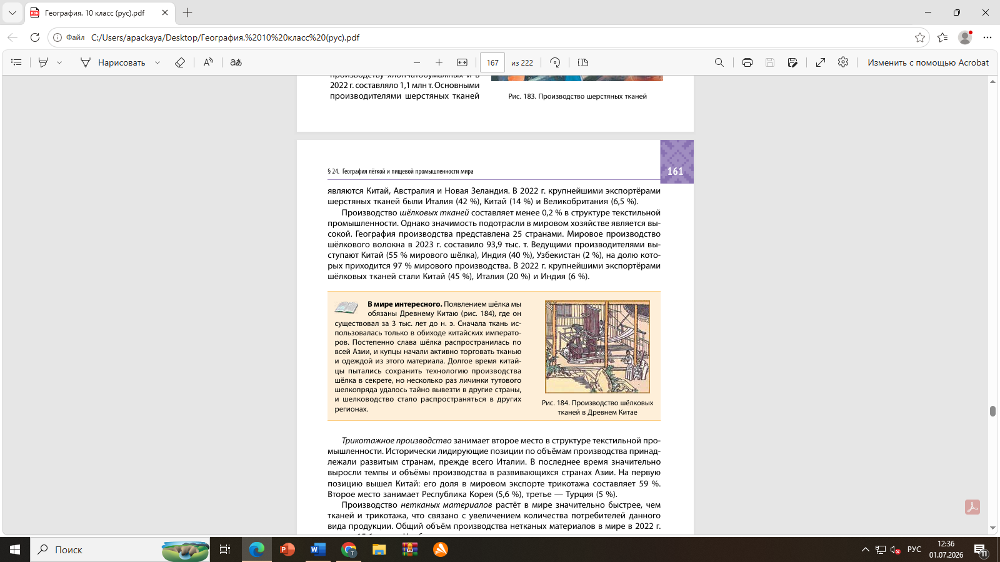 География. 10 класс (рус).pdf
Файл
C:/Users/apackaya/Desktop/География.%2010%20класс%20(рус).pdf
Нарисовать
167
из 222
Изменить с помощью Acrobat
производству хлопчатобумажных и в
2022 г. составляло 1,1 млн т. Основными
производителями шерстяных тканей
Рис. 183. Производство шерстяных тканей
§ 24. География лёгкой и пищевой промышленности мира
161
являются Китай, Австралия и Новая Зеландия. В 2022 г. крупнейшими экспортёрами
шерстяных тканей были Италия (42 %), Китай (14 %) и Великобритания (6,5 %).
Производство шёлковых тканей составляет менее 0,2 % в структуре текстильной
промышленности. Однако значимость подотрасли в мировом хозяйстве является вы-
сокой. География производства представлена 25 странами. Мировое производство
шёлкового волокна в 2023 г. составило 93,9 тыс. т. Ведущими производителями вы-
ступают Китай (55 % мирового шёлка), Индия (40 %), Узбекистан (2 %), на долю кото-
рых приходится 97 % мирового производства. В 2022 г. крупнейшими экспортёрами
шёлковых тканей стали Китай (45 %), Италия (20 %) и Индия (6 %).
В мире интересного. Появлением шёлка мы
обязаны Древнему Китаю (рис. 184), где он
существовал за 3 тыс. лет до н. э. Сначала ткань ис-
пользовалась только в обиходе китайских императо-
ров. Постепенно слава шёлка распространилась по
всей Азии, и купцы начали активно торговать тканью
и одеждой из этого материала. Долгое время китай-
цы пытались сохранить технологию производства
шёлка в секрете, но несколько раз личинки тутового
шелкопряда удалось тайно вывезти в другие страны,
и шелководство стало распространяться в других
регионах.
Рис. 184. Производство шёлковых
тканей в Древнем Китае
Трикотажное производство занимает второе место в структуре текстильной про-
мышленности. Исторически лидирующие позиции по объёмам производства принад-
лежали развитым странам, прежде всего Италии. В последнее время значительно
выросли темпы и объёмы производства в развивающихся странах Азии. На первую
позицию вышел Китай: его доля в мировом экспорте трикотажа составляет 59 %.
Второе место занимает Республика Корея (5,6 %), третье — Турция (5 %).
Производство нетканых материалов растёт в мире значительно быстрее, чем
тканей и трикотажа, что связано с увеличением количества потребителей данного
вида продукции. Общий объём производства нетканых материалов в мире в 2022 г.
Поиск
РУС
12:36
01.07.2026
11